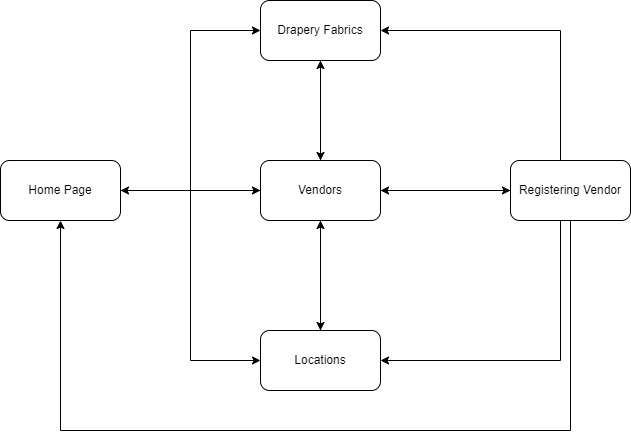 Drapery Fabrics
Home Page
Vendors
Registering Vendor
Locations